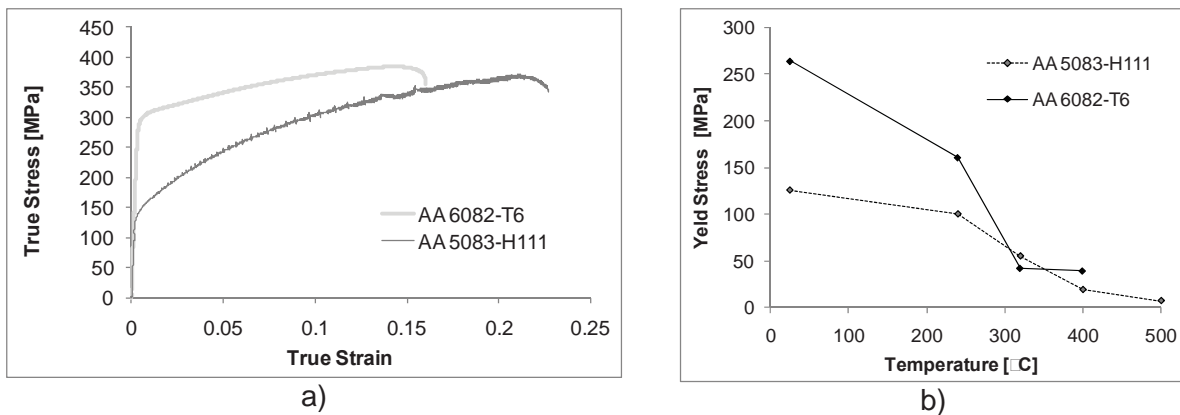 450
400
350
300
250
200
150
100
50
0
True Stress [MPa]
AA 6082-T6
AA 5083-H111
0 0.05 0.1 0.15 0.2 0.25
True Strain
a)
300
250
200
150
100
50
0
Yeld Stress [MPa]
AA 5083-H111
AA 6082-T6
0 100 200 300 400 500
Temperature [□C]
b)